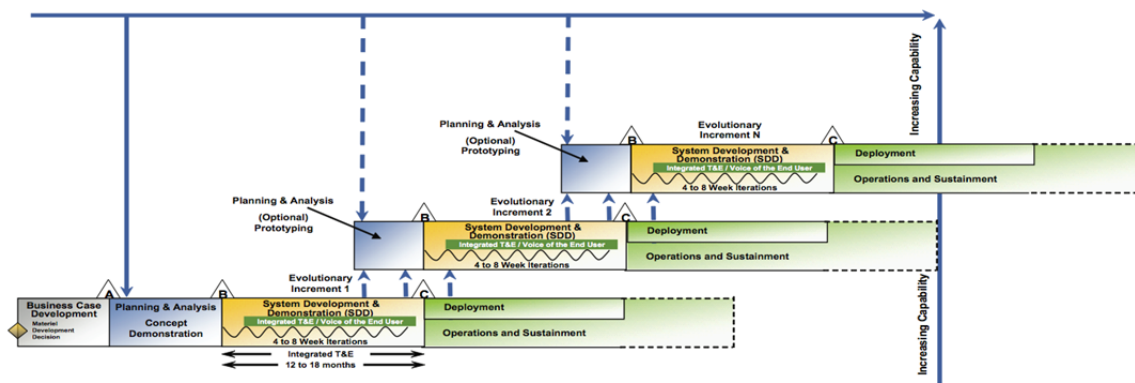 Increasing Capability
Planning & Analysis
(Optional)
Prototyping
B
Evolutionary
Increment N
C
System Development &
Demonstration (SDD)
Integrated T&E / Voice of the End User
4 to 8 Week Iterations
Deployment
Operations and Sustainment
Planning & Analysis
(Optional)
Prototyping
B
Evolutionary
Increment 2
C
System Development &
Demonstration (SDD)
Integrated T&E / Voice of the End User
4 to 8 Week Iterations
Deployment
Operations and Sustainment
Increasing Capability
Business Case
Development
Materiel
Development
Decision
A
Planning & Analysis
Concept
Demonstration
B
Evolutionary
Increment 1
C
System Development &
Demonstration (SDD)
Integrated T&E / Voice of the End User
4 to 8 Week Iterations
Deployment
Operations and Sustainment
Integrated T&E
12 to 18 months